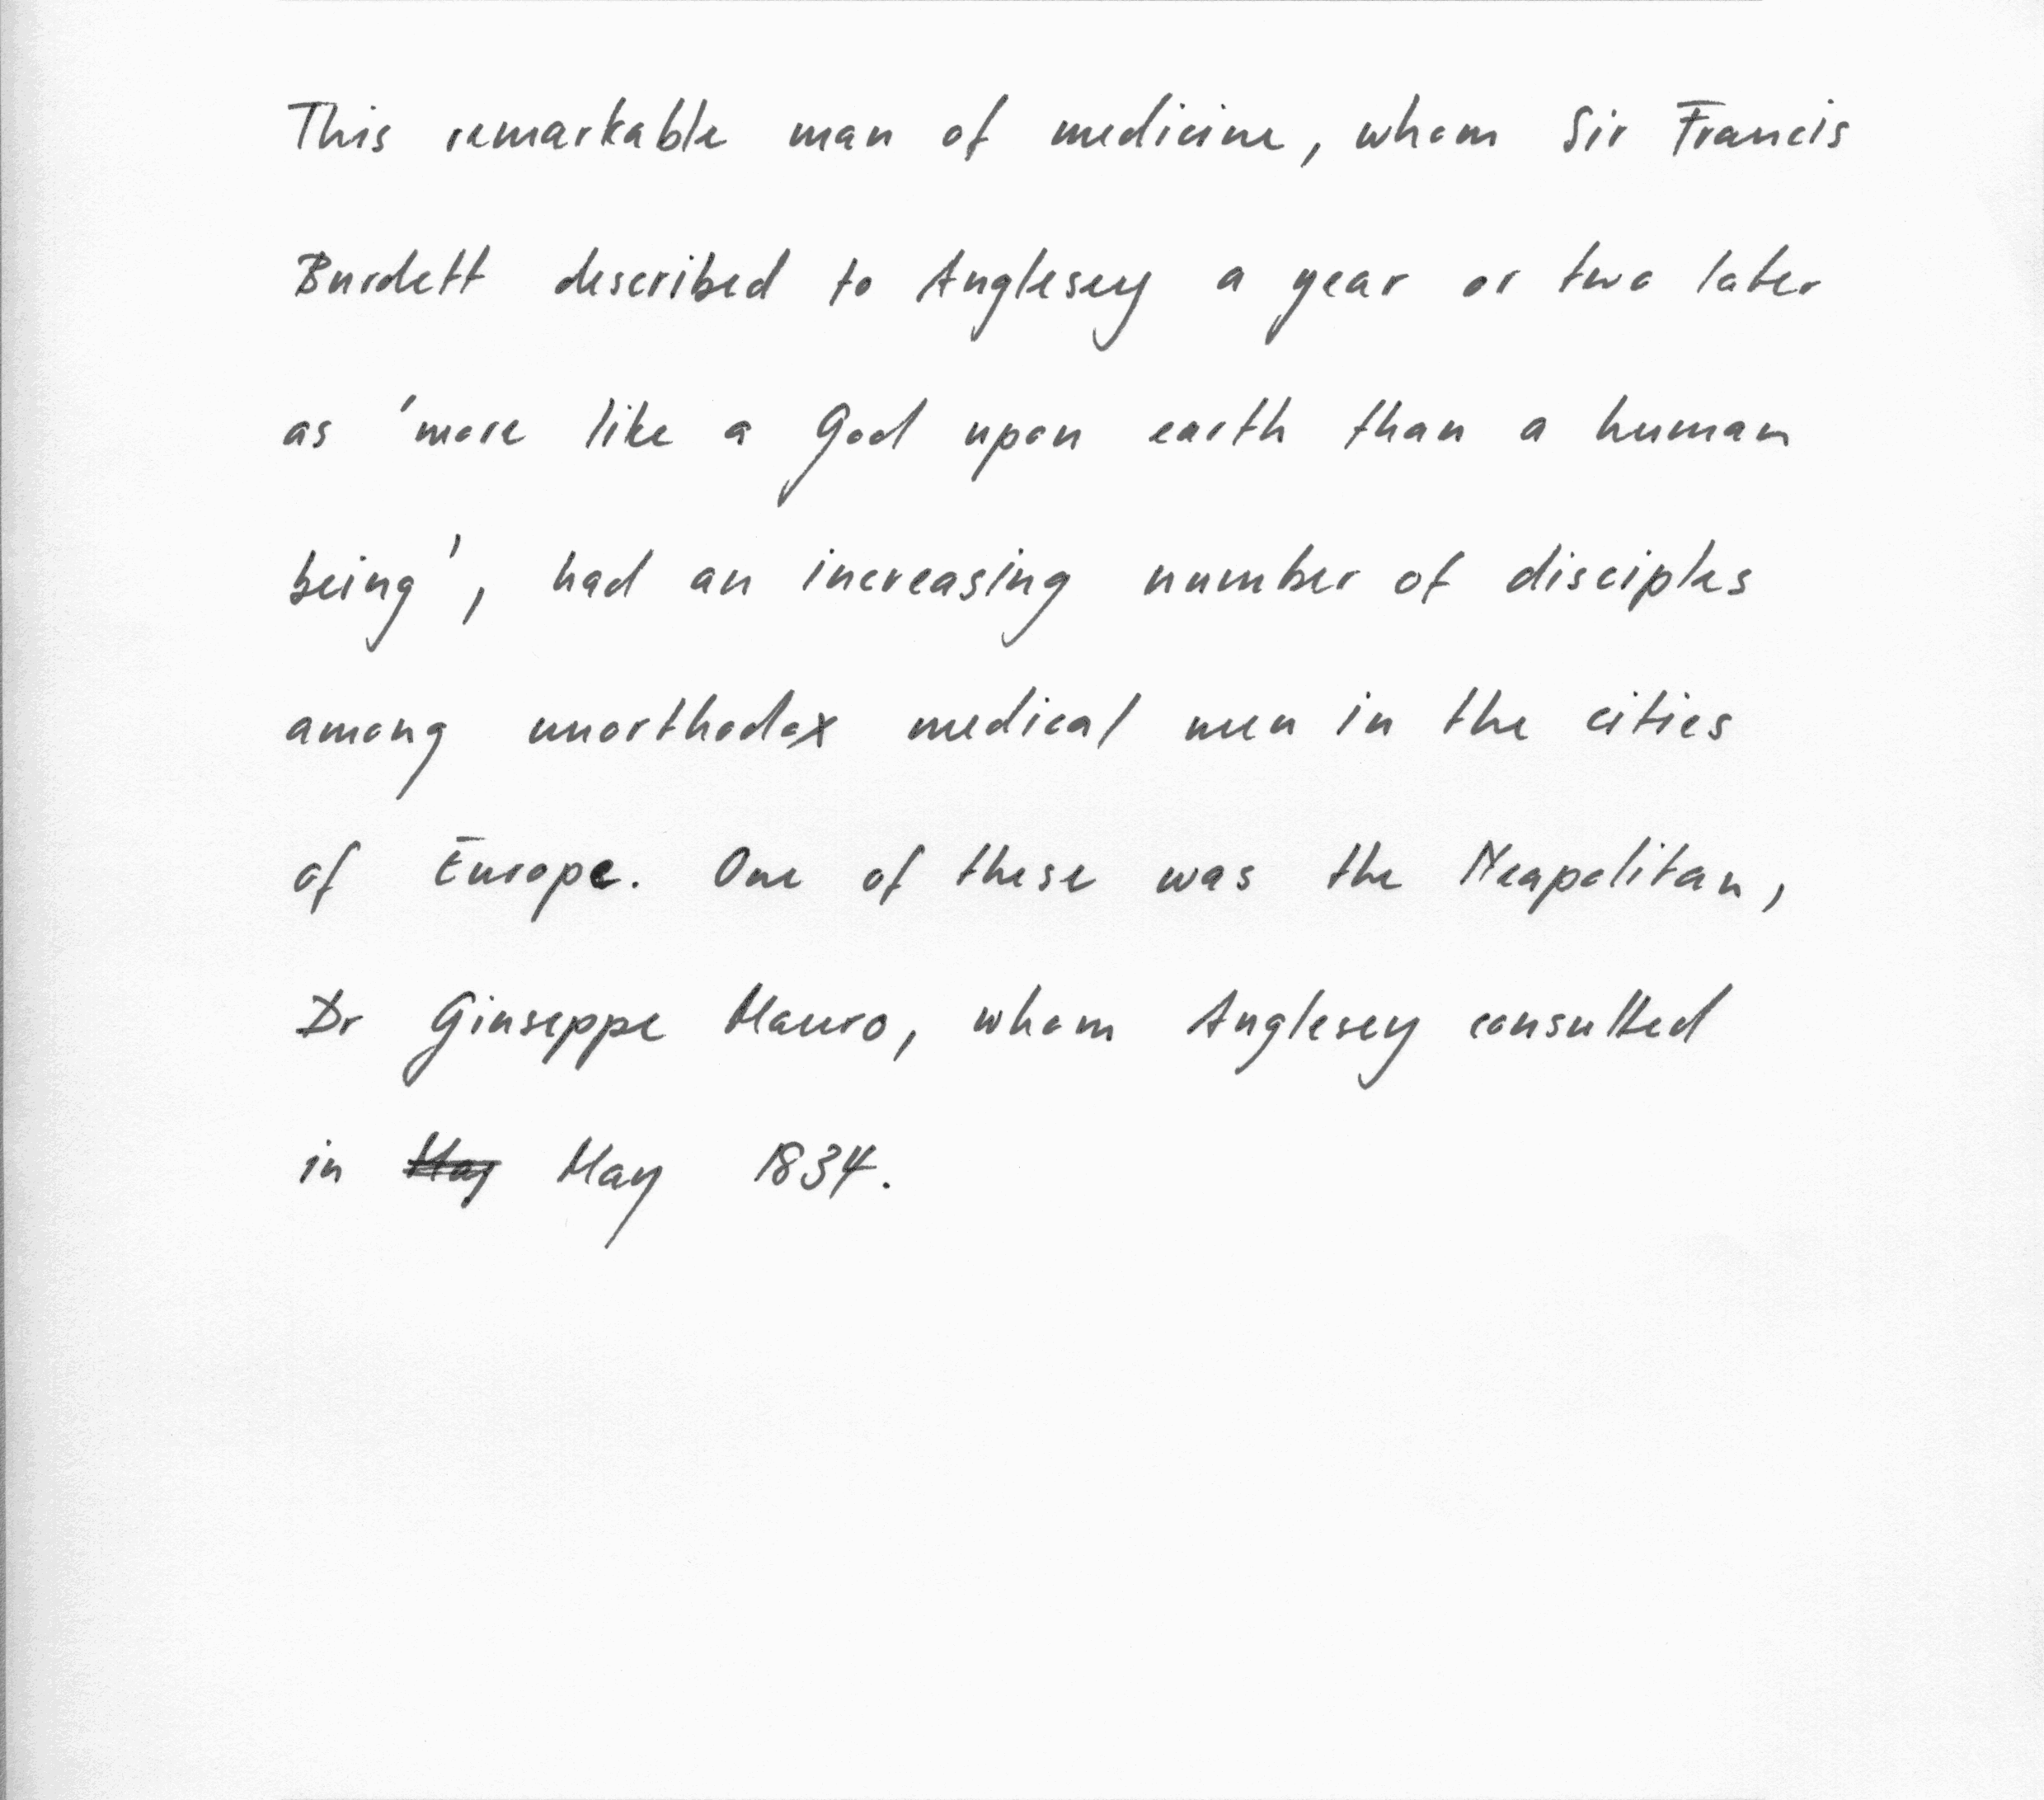 This remarkable man of medicine, whom Sir Francis
Burdett described to Anglesey a year or two later
as 'more like a God upon earth than a human
being', had an increasing number of disciples
among unorthodox medical men in the cities
of Europe. One of these was the Neapolitan,
Dr Giuseppe Mauro, whom Anglesey consulted
in May May 1834.